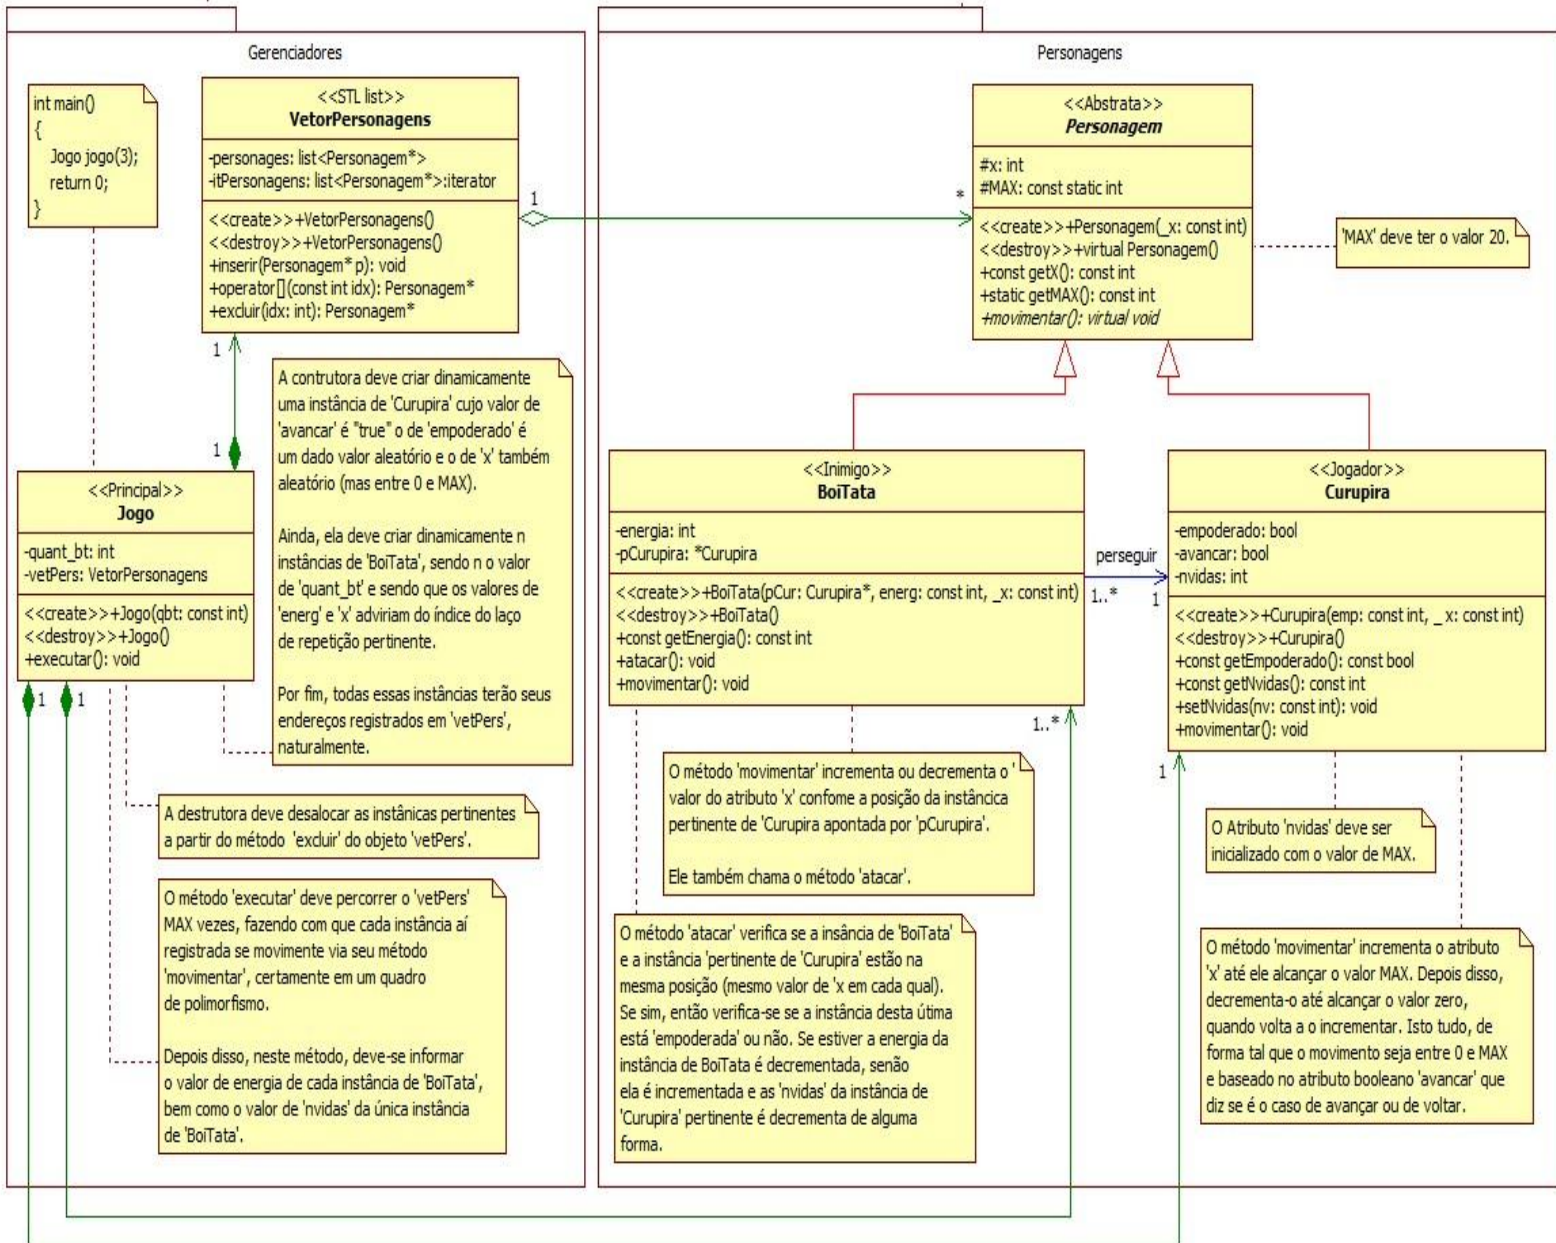 Gerenciadores
int main()
{
Jogo jogo(3);
return 0;
}
<<STL list>>
VetorPersonagens
-personages: list<Personagem*>
-itPersonagens: list<Personagem*>:iterator
<<create>>+VetorPersonagens()
<<destroy>>+VetorPersonagens()
+inserir(Personagem* p): void
+operator[](const int idx): Personagem*
+excluir(idx: int): Personagem*
1
*
1
1
A contrutora deve criar dinamicamente
uma instância de 'Curupira' cujo valor de
'avancar' é "true" o de 'empoderado' é
um dado valor aleatório e o de 'x' também
aleatório (mas entre 0 e MAX).
Ainda, ela deve criar dinamicamente n
instâncias de 'BoiTata', sendo n o valor
de 'quant_bt' e sendo que os valores de
'energ' e 'x' adviriam do índice do laço
de repetição pertinente.
Por fim, todas essas instâncias terão seus
endereços registrados em 'vetPers',
naturalmente.
<<Principal>>
Jogo
-quant_bt: int
-vetPers: VetorPersonagens
<<create>>+Jogo(qbt: const int)
<<destroy>>+Jogo()
+executar(): void
1
1
A destrutora deve desalocar as instânicas pertinentes
a partir do método 'excluir' do objeto 'vetPers'.
O método 'executar' deve percorrer o 'vetPers'
MAX vezes, fazendo com que cada instância aí
registrada se movimente via seu método
'movimentar', certamente em um quadro
de polimorfismo.
Depois disso, neste método, deve-se informar
o valor de energia de cada instância de 'BoiTata',
bem como o valor de 'nvidas' da única instância
de 'BoiTata'.
Personagens
<<Abstrata>>
Personagem
#x: int
#MAX: const static int
<<create>>+Personagem(_x: const int)
<<destroy>>+virtual Personagem()
+const getX(): const int
+static getMAX(): const int
+movimentar(): virtual void
'MAX' deve ter o valor 20.
<<Inimigo>>
BoiTata
-energia: int
-pCurupira: *Curupira
<<create>>+BoiTata(pCur: Curupira*, energ: const int, _x: const int)
<<destroy>>+BoiTata()
+const getEnergia(): const int
+atacar(): void
+movimentar(): void
perseguir
1..*
1
1..*
1
<<Jogador>>
Curupira
-empoderado: bool
-avancar: bool
-nvidas: int
<<create>>+Curupira(emp: const int, _ x: const int)
<<destroy>>+Curupira()
+const getEmpoderado(): const bool
+const getNvidas(): const int
+setNvidas(nv: const int): void
+movimentar(): void
O método 'movimentar' incrementa ou decrementa o '
valor do atributo 'x' confome a posição da instâncica
pertinente de 'Curupira apontada por 'pCurupira'.
Ele também chama o método 'atacar'.
O método 'atacar' verifica se a insância de 'BoiTata'
e a instância 'pertinente de Curupira' estão na
mesma posição (mesmo valor de 'x em cada qual).
Se sim, então verifica-se se a instância desta útima
está 'empoderada' ou não. Se estiver a energia da
instância de BoiTata é decrementada, senão
ela é incrementada e as 'nvidas' da instância de
'Curupira' pertinente é decrementa de alguma
forma.
O Atributo 'nvidas' deve ser
inicializado com o valor de MAX.
O método 'movimentar' incrementa o atributo
'x' até ele alcançar o valor MAX. Depois disso,
decrementa-o até alcançar o valor zero,
quando volta a o incrementar. Isto tudo, de
forma tal que o movimento seja entre 0 e MAX
e baseado no atributo booleano 'avancar' que
diz se é o caso de avançar ou de voltar.